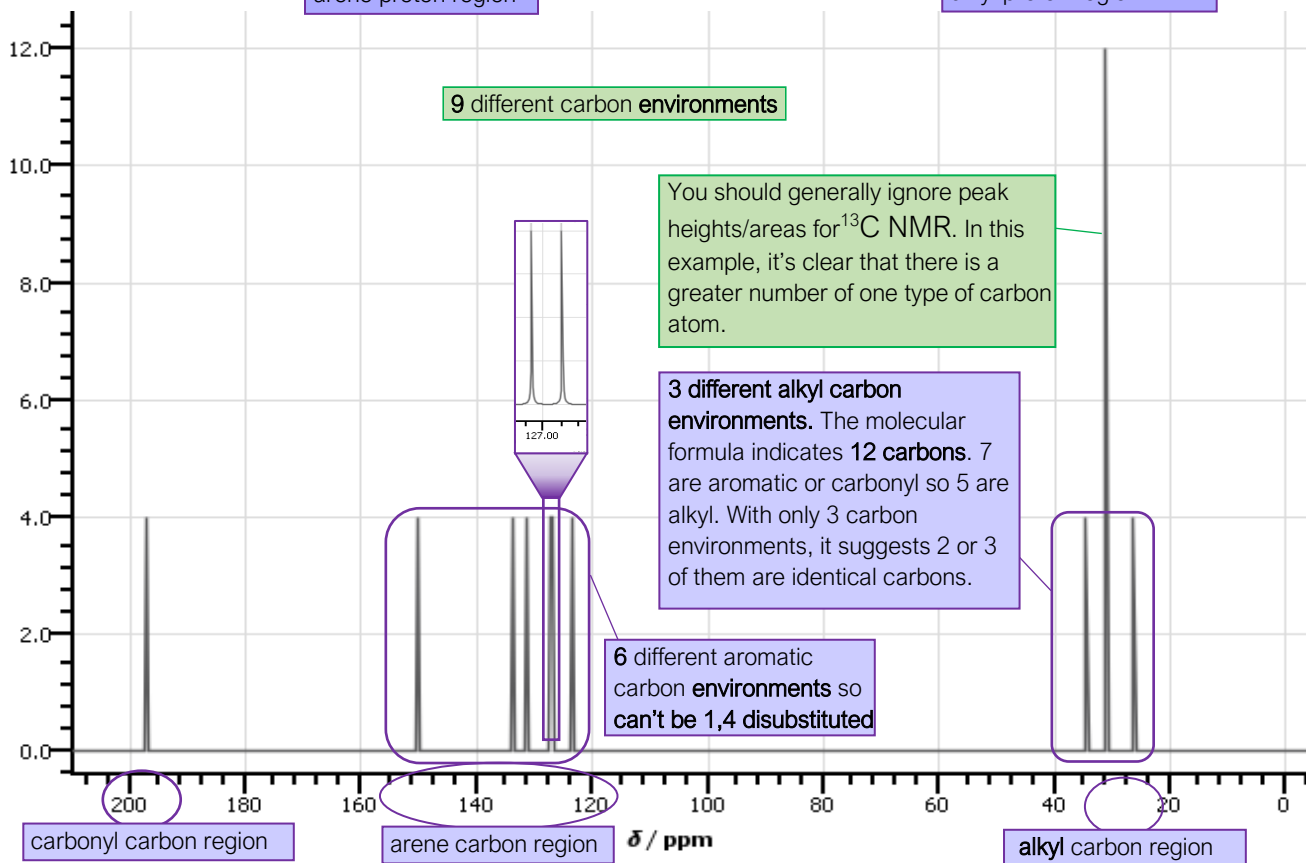 arene proton region
12.0
9 different carbon environments
10.0
You should generally ignore peak
heights/areas for ¹³C NMR. In this
example, it's clear that there is a
greater number of one type of carbon
atom.
8.0
127.00
3 different alkyl carbon
environments. The molecular
formula indicates 12 carbons. 7
are aromatic or carbonyl so 5 are
alkyl. With only 3 carbon
environments, it suggests 2 or 3
of them are identical carbons.
6.0
4.0
2.0
6 different aromatic
carbon environments so
can't be 1,4 disubstituted
0.0
200 180 160 140 120 100 80 60 40 20 0
carbonyl carbon region
arene carbon region
δ / ppm
alkyl carbon region